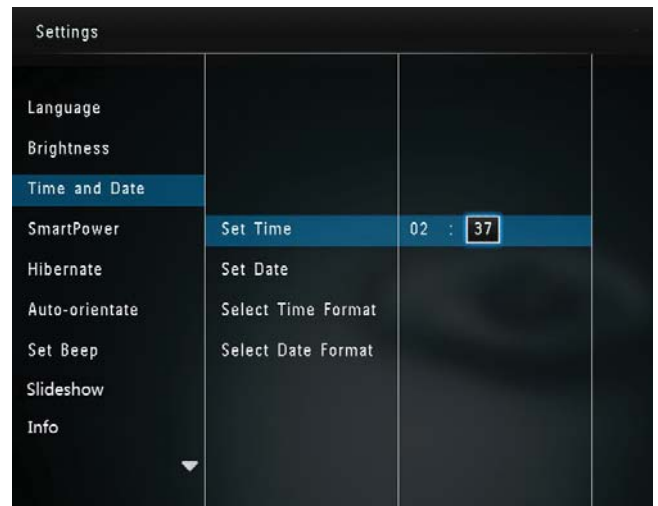 Settings
Language
Brightness
Time and Date
SmartPower
Set Time
02 : 37
Hibernate
Set Date
Auto-orientate
Select Time Format
Set Beep
Select Date Format
Slideshow
Info